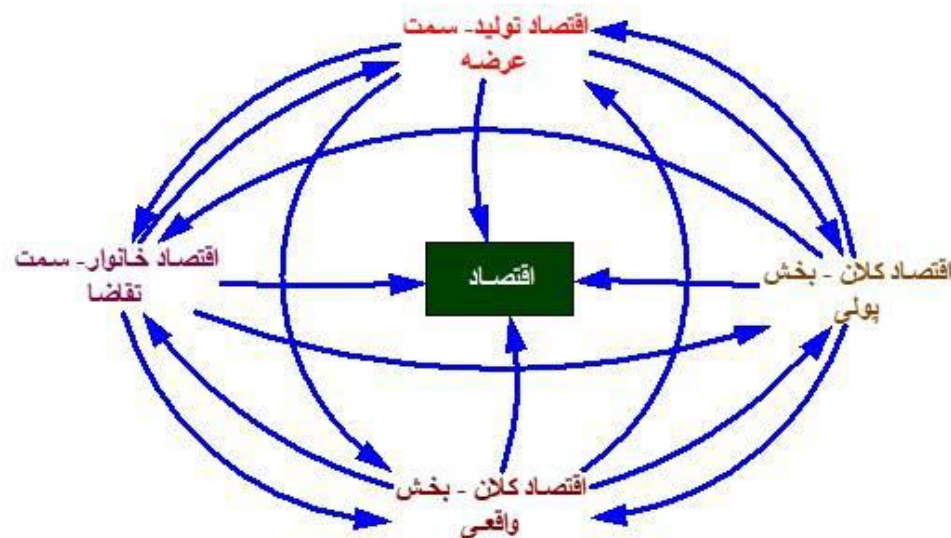 اقتصاد تولید- سمت
عرضه
اقتصاد خانوار- سمت
تقاضا
اقتصاد
اقتصاد کلان - بخش
پولی
اقتصاد کلان - بخش
واقعی